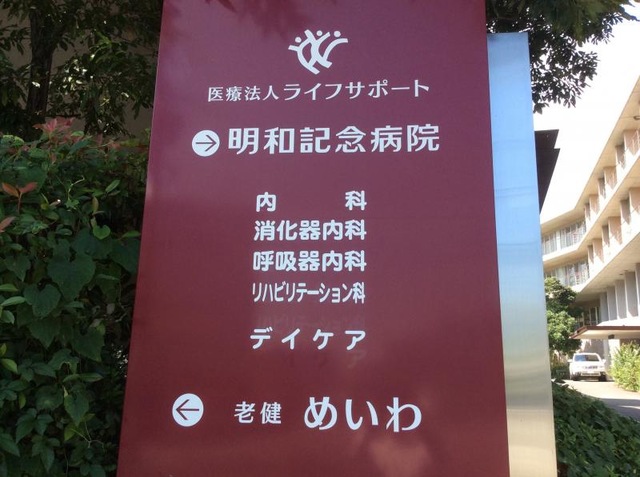 医療法人ライフサポート
→ 明和記念病院
内科
消化器内科
呼吸器内科
リハビリテーション科
デイケア
← 老健 めいわ